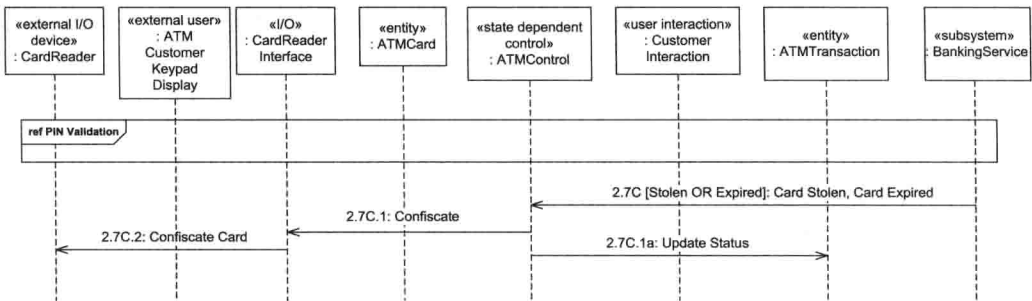 «external I/O
device»
: CardReader
«external user»
: ATM
Customer
Keypad
Display
«I/O»
: CardReader
Interface
«entity»
: ATMCard
«state dependent
control»
: ATMControl
«user interaction»
: Customer
Interaction
«entity»
: ATMTransaction
«subsystem»
: BankingService
ref PIN Validation
2.7C [Stolen OR Expired]: Card Stolen, Card Expired
2.7C.1: Confiscate
2.7C.2: Confiscate Card
2.7C.1a: Update Status